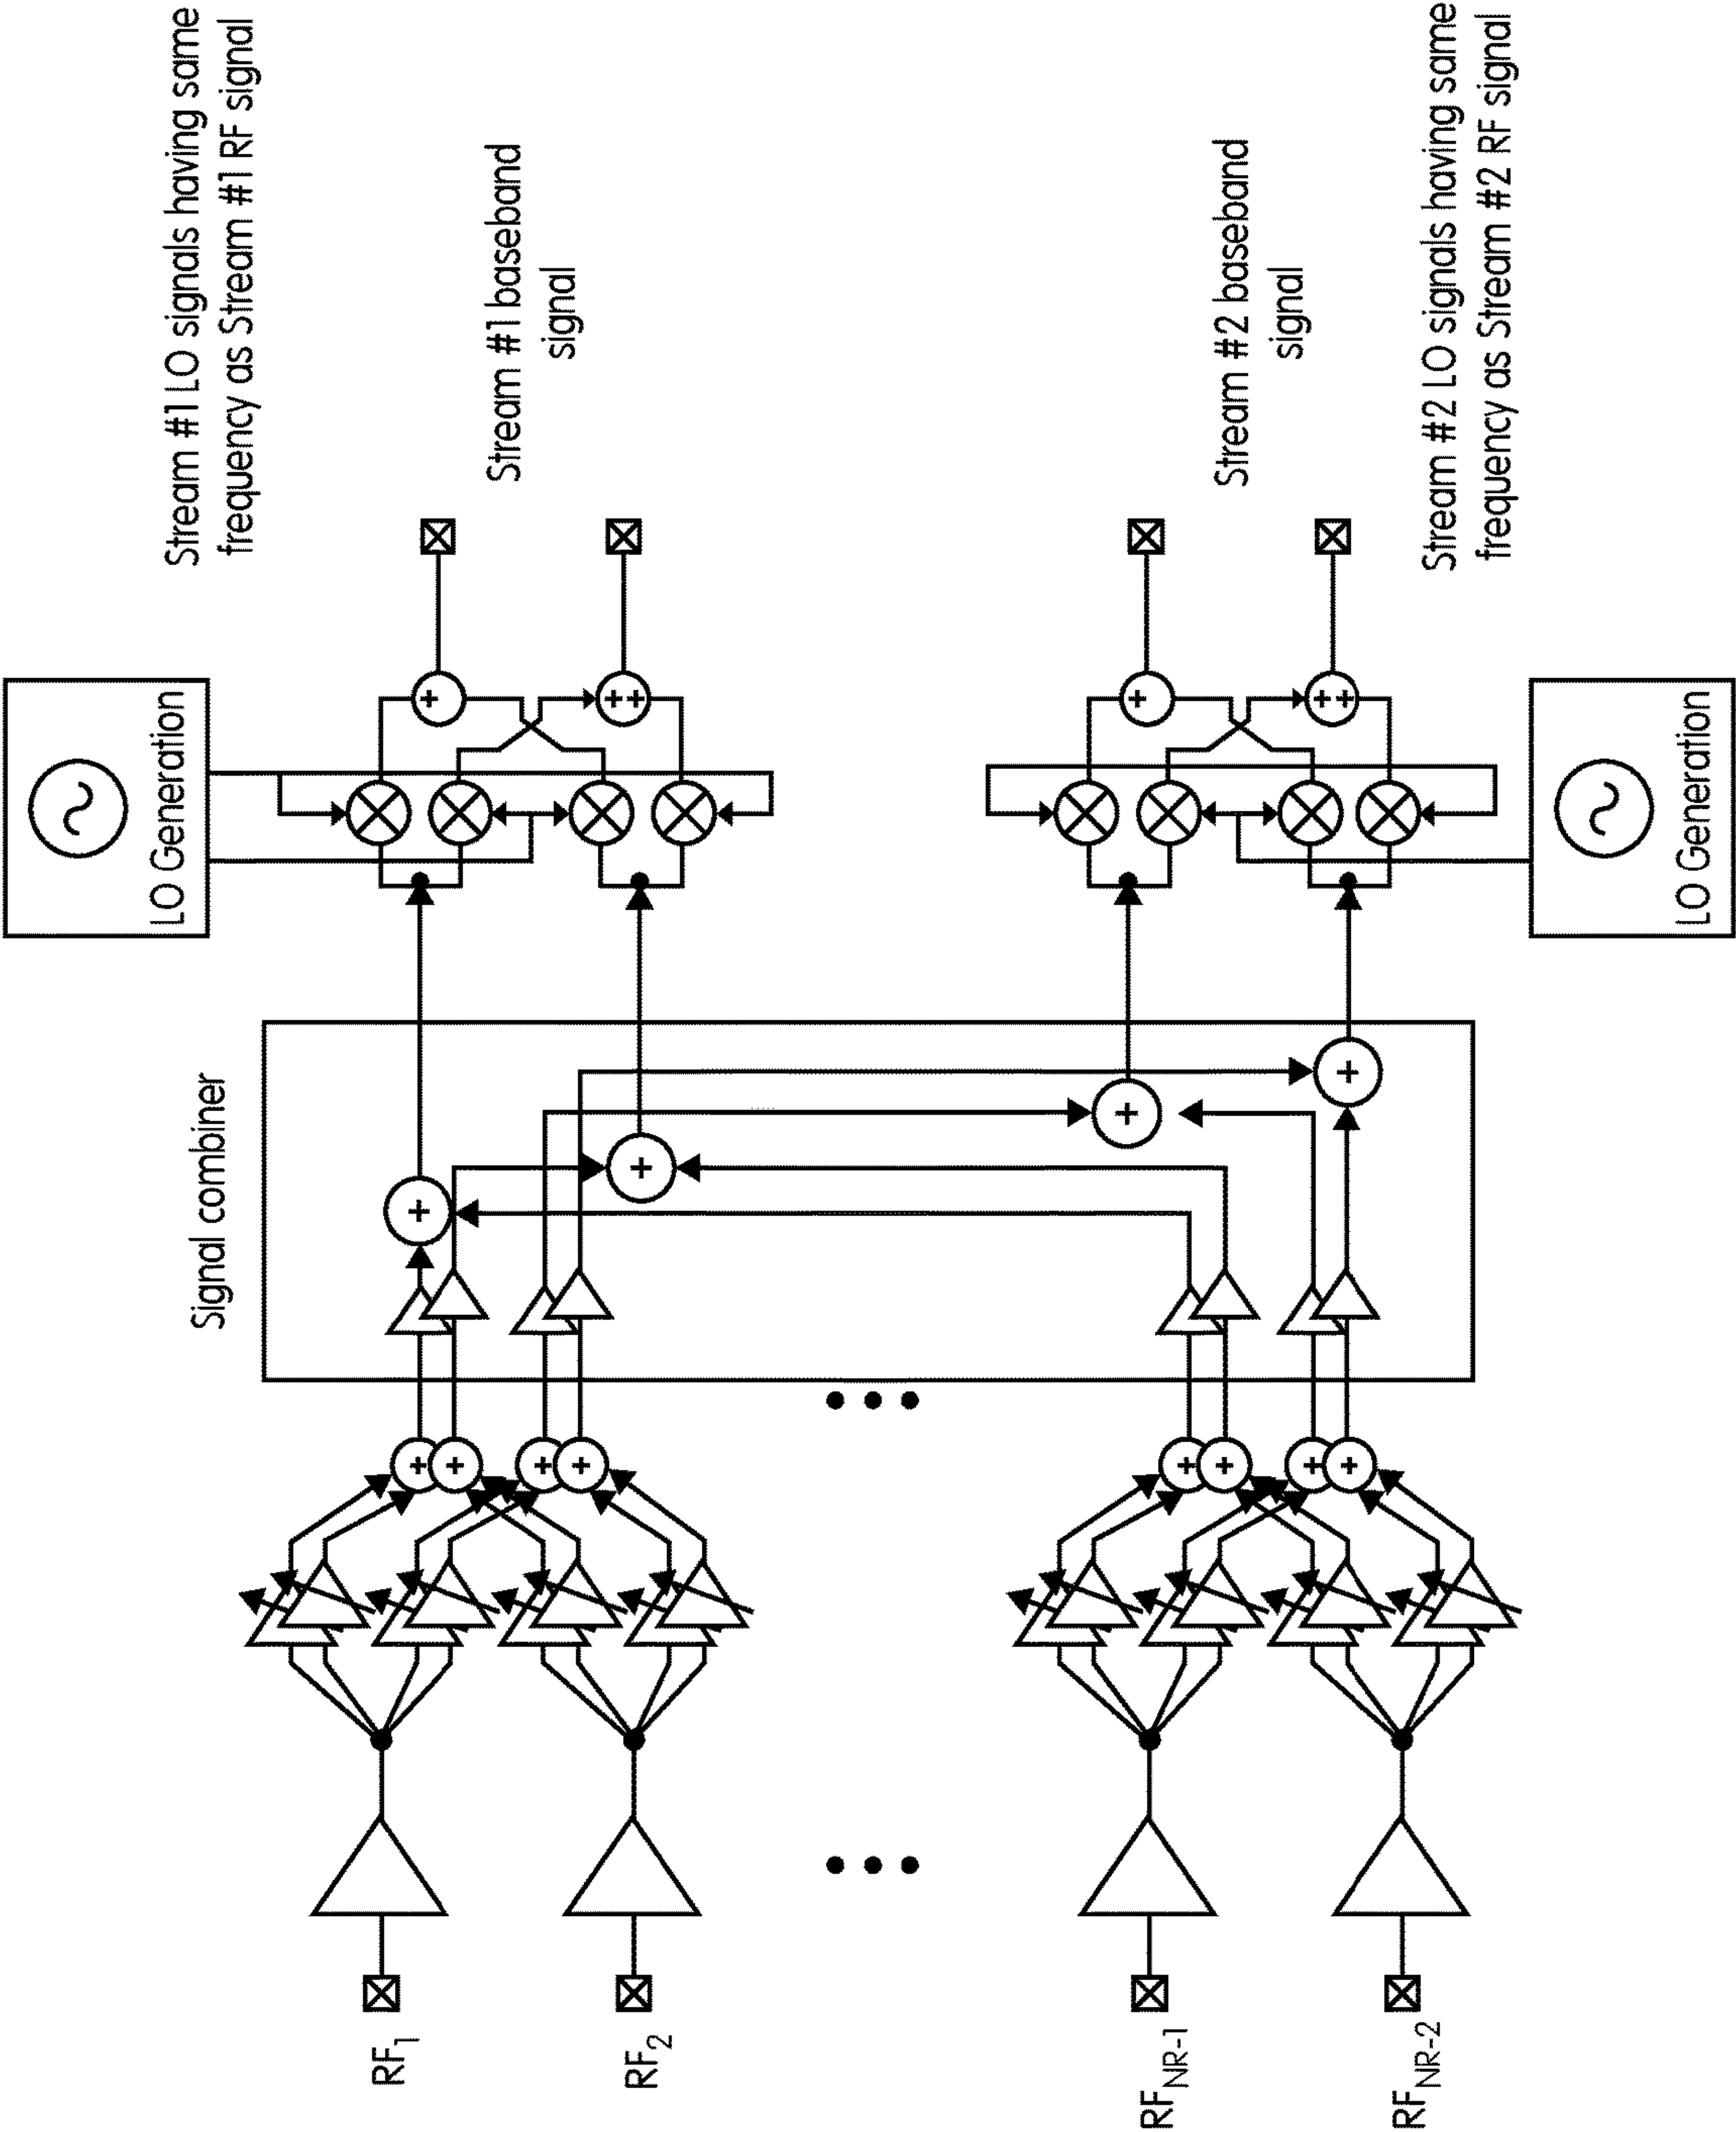 Stream #1 LO signals having same
frequency as Stream #1 RF signal
LO Generation
Stream #1 baseband
signal
Signal combiner
RF1
RF2
Stream #2 baseband
signal
RFNR-1
RFNR-2
LO Generation
Stream #2 LO signals having same
frequency as Stream #2 RF signal